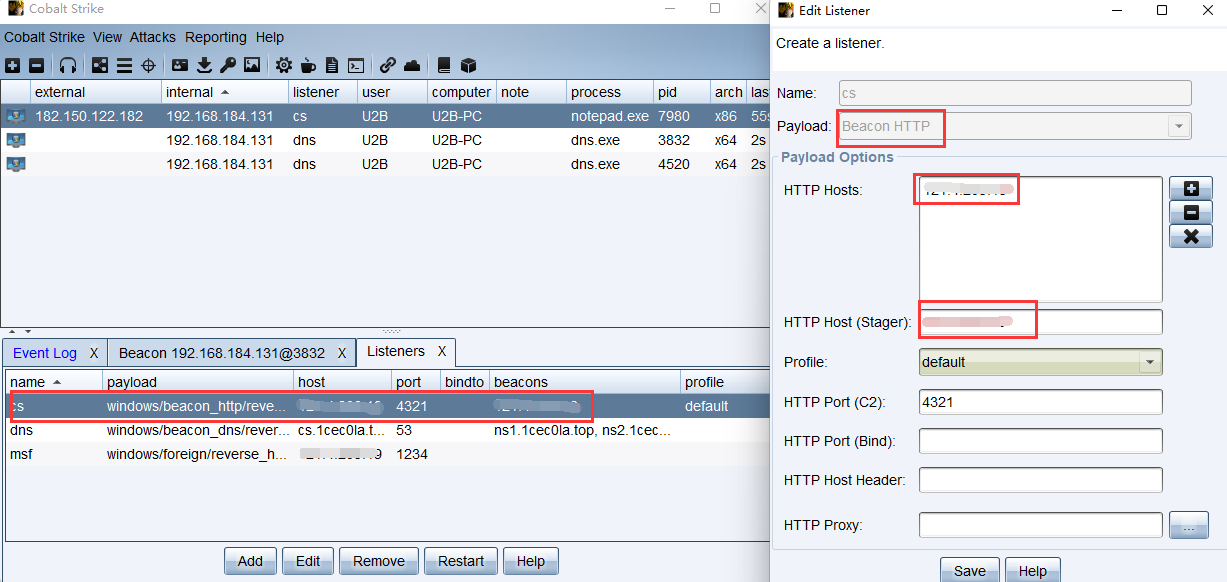 Cobalt Strike
Cobalt Strike View Attacks Reporting Help
external internal listener user computer note process pid arch las
182.150.122.182 192.168.184.131 cs U2B U2B-PC notepad.exe 7980 x86 55s
192.168.184.131 dns U2B U2B-PC dns.exe 3832 x64 2s
192.168.184.131 dns U2B U2B-PC dns.exe 4520 x64 2s
Event Log X Beacon 192.168.184.131@3832 X Listeners X
name payload host port bindto beacons profile
cs windows/beacon_http/reve... 4321 default
dns windows/beacon_dns/rever... cs.1cec0la.t... 53 ns1.1cec0la.top, ns2.1cec...
msf windows/foreign/reverse_h... 1234
Add Edit Remove Restart Help
Edit Listener
Create a listener.
Name: cs
Payload: Beacon HTTP
Payload Options
HTTP Hosts:
HTTP Host (Stager):
Profile: default
HTTP Port (C2): 4321
HTTP Port (Bind):
HTTP Host Header:
HTTP Proxy: ...
Save Help